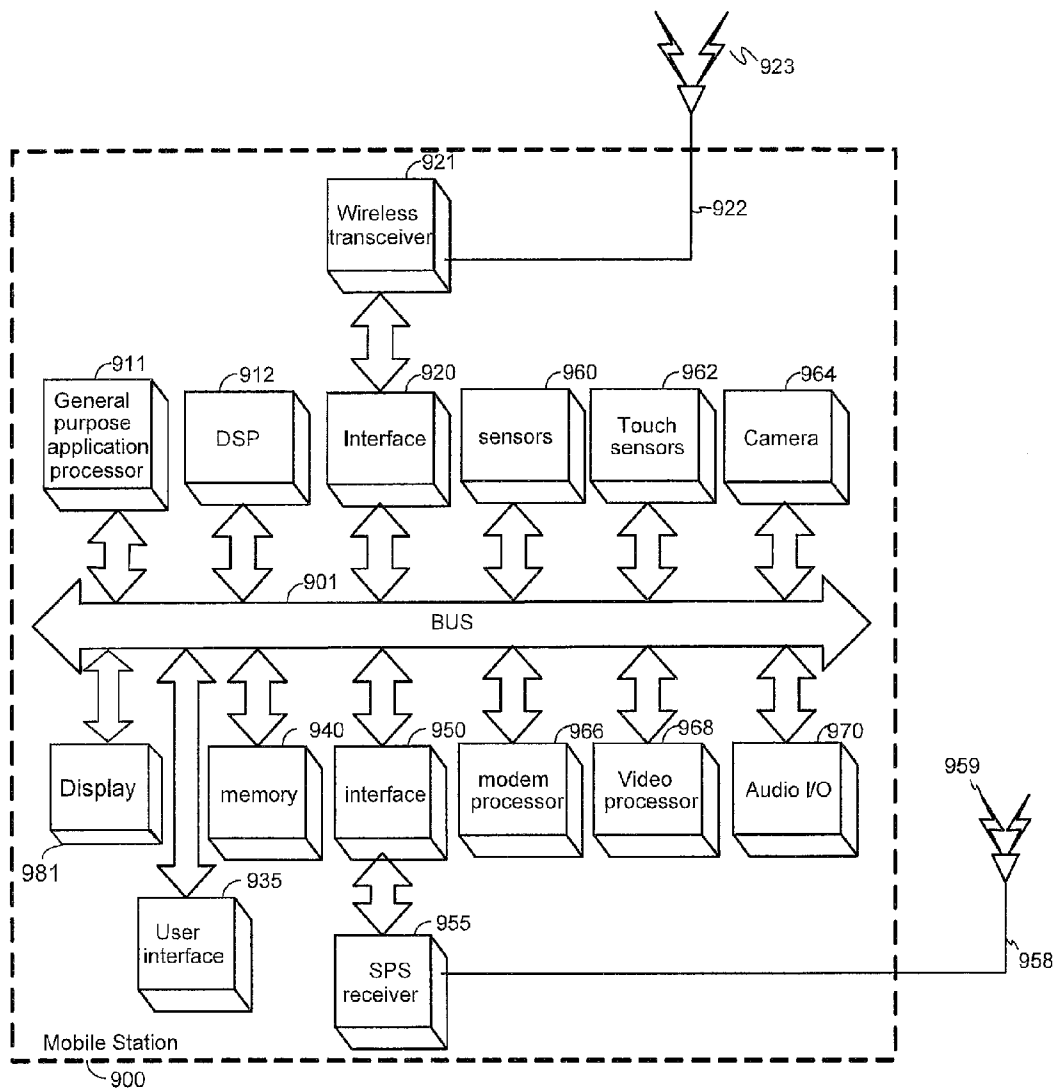 923
921
Wireless
transceiver
922
911
912
920
960
962
964
General
purpose
application
processor
DSP
Interface
sensors
Touch
sensors
Camera
901
BUS
940
950
966
968
970
Display
memory
interface
modem
processor
Video
processor
Audio I/O
959
981
935
955
User
interface
SPS
receiver
958
Mobile Station
900